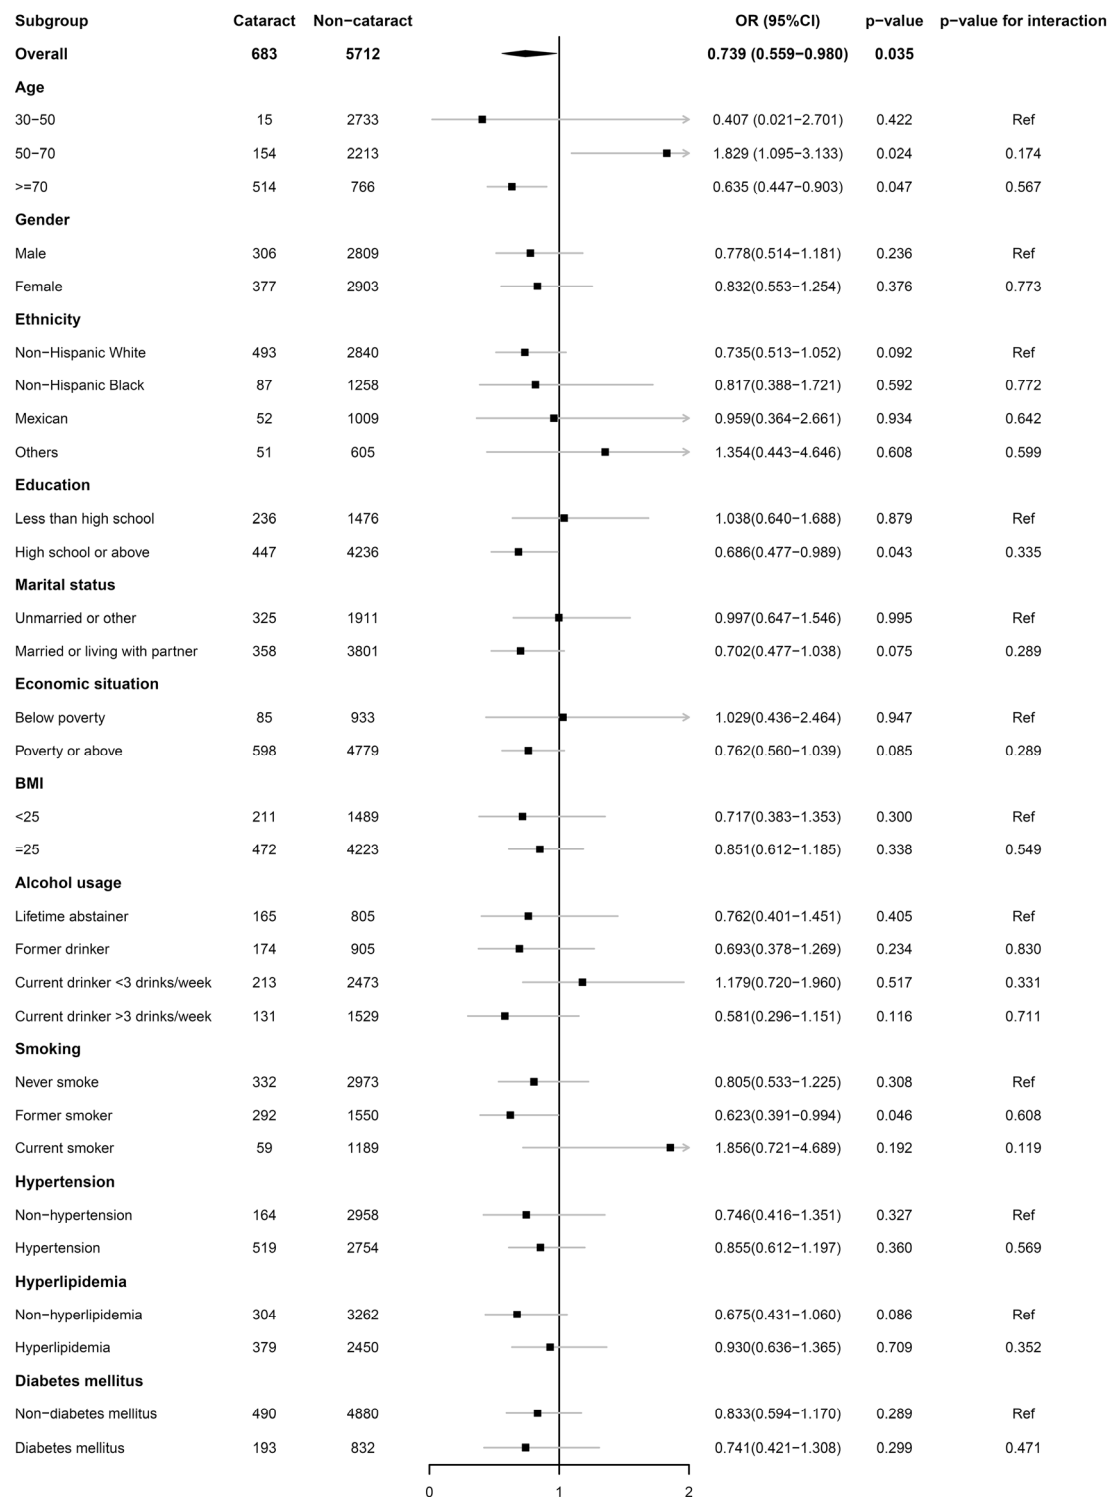 Subgroup Cataract Non−cataract OR (95%CI) p−value p−value for interaction
Overall 683 5712 0.739 (0.559−0.980) 0.035
Age
30−50 15 2733 0.407 (0.021−2.701) 0.422 Ref
50−70 154 2213 1.829 (1.095−3.133) 0.024 0.174
>=70 514 766 0.635 (0.447−0.903) 0.047 0.567
Gender
Male 306 2809 0.778(0.514−1.181) 0.236 Ref
Female 377 2903 0.832(0.553−1.254) 0.376 0.773
Ethnicity
Non−Hispanic White 493 2840 0.735(0.513−1.052) 0.092 Ref
Non−Hispanic Black 87 1258 0.817(0.388−1.721) 0.592 0.772
Mexican 52 1009 0.959(0.364−2.661) 0.934 0.642
Others 51 605 1.354(0.443−4.646) 0.608 0.599
Education
Less than high school 236 1476 1.038(0.640−1.688) 0.879 Ref
High school or above 447 4236 0.686(0.477−0.989) 0.043 0.335
Marital status
Unmarried or other 325 1911 0.997(0.647−1.546) 0.995 Ref
Married or living with partner 358 3801 0.702(0.477−1.038) 0.075 0.289
Economic situation
Below poverty 85 933 1.029(0.436−2.464) 0.947 Ref
Poverty or above 598 4779 0.762(0.560−1.039) 0.085 0.289
BMI
<25 211 1489 0.717(0.383−1.353) 0.300 Ref
=25 472 4223 0.851(0.612−1.185) 0.338 0.549
Alcohol usage
Lifetime abstainer 165 805 0.762(0.401−1.451) 0.405 Ref
Former drinker 174 905 0.693(0.378−1.269) 0.234 0.830
Current drinker <3 drinks/week 213 2473 1.179(0.720−1.960) 0.517 0.331
Current drinker >3 drinks/week 131 1529 0.581(0.296−1.151) 0.116 0.711
Smoking
Never smoke 332 2973 0.805(0.533−1.225) 0.308 Ref
Former smoker 292 1550 0.623(0.391−0.994) 0.046 0.608
Current smoker 59 1189 1.856(0.721−4.689) 0.192 0.119
Hypertension
Non−hypertension 164 2958 0.746(0.416−1.351) 0.327 Ref
Hypertension 519 2754 0.855(0.612−1.197) 0.360 0.569
Hyperlipidemia
Non−hyperlipidemia 304 3262 0.675(0.431−1.060) 0.086 Ref
Hyperlipidemia 379 2450 0.930(0.636−1.365) 0.709 0.352
Diabetes mellitus
Non−diabetes mellitus 490 4880 0.833(0.594−1.170) 0.289 Ref
Diabetes mellitus 193 832 0.741(0.421−1.308) 0.299 0.471
0 1 2